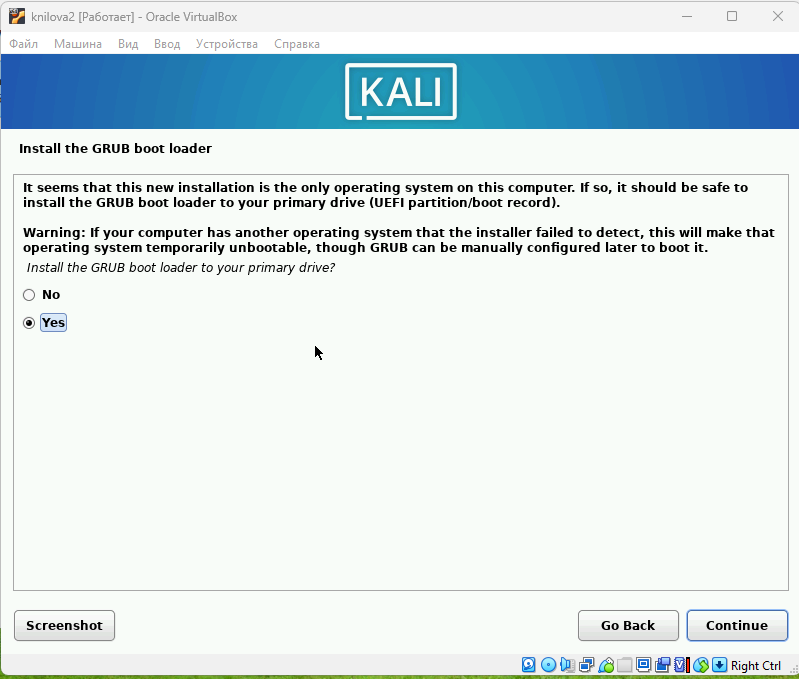 knilova2 [Работает] - Oracle VirtualBox
Файл Машина Вид Ввод Устройства Справка
KALI
Install the GRUB boot loader
It seems that this new installation is the only operating system on this computer. If so, it should be safe to
install the GRUB boot loader to your primary drive (UEFI partition/boot record).
Warning: If your computer has another operating system that the installer failed to detect, this will make that
operating system temporarily unbootable, though GRUB can be manually configured later to boot it.
Install the GRUB boot loader to your primary drive?
No
Yes
Screenshot Go Back Continue
Right Ctrl